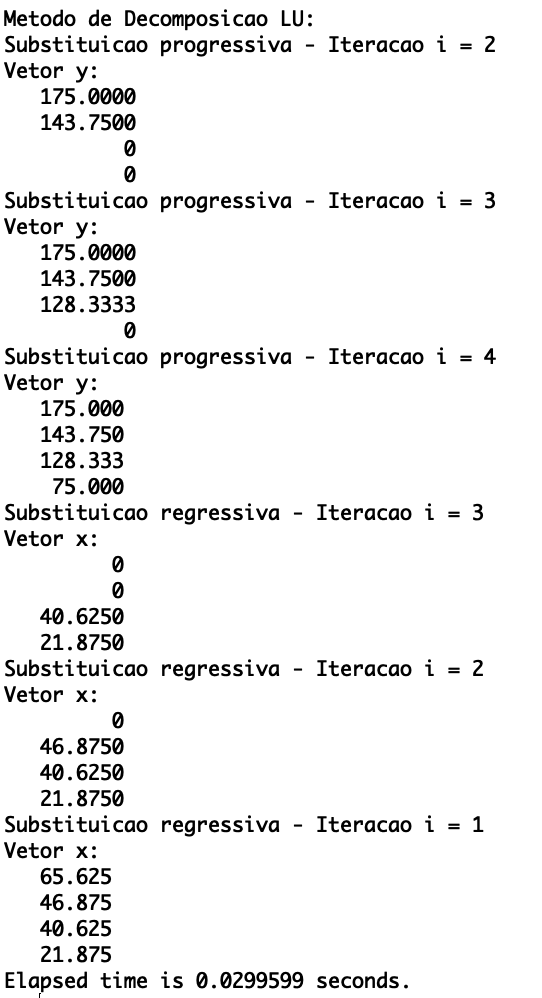 Metodo de Decomposicao LU:
Substituicao progressiva - Iteracao i = 2
Vetor y:
175.0000
143.7500
0
0
Substituicao progressiva - Iteracao i = 3
Vetor y:
175.0000
143.7500
128.3333
0
Substituicao progressiva - Iteracao i = 4
Vetor y:
175.000
143.750
128.333
75.000
Substituicao regressiva - Iteracao i = 3
Vetor x:
0
0
40.6250
21.8750
Substituicao regressiva - Iteracao i = 2
Vetor x:
0
46.8750
40.6250
21.8750
Substituicao regressiva - Iteracao i = 1
Vetor x:
65.625
46.875
40.625
21.875
Elapsed time is 0.0299599 seconds.